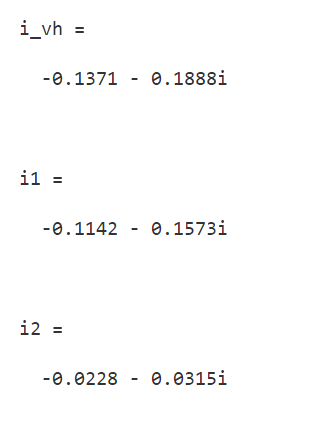 i_vh =
-0.1371 - 0.1888i
i1 =
-0.1142 - 0.1573i
i2 =
-0.0228 - 0.0315i